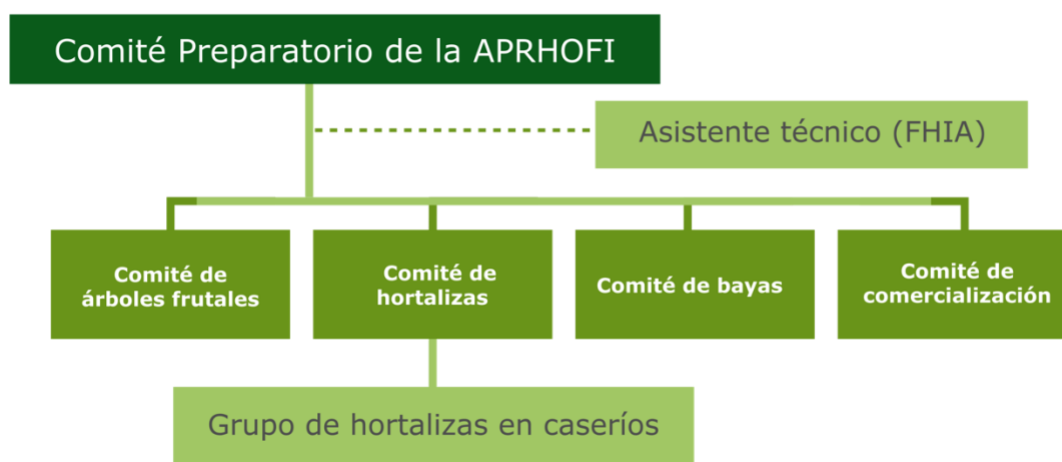 Comité Preparatorio de la APRHOFI
Asistente técnico (FHIA)
Comité de
árboles frutales
Comité de
hortalizas
Comité de bayas
Comité de
comercialización
Grupo de hortalizas en caseríos